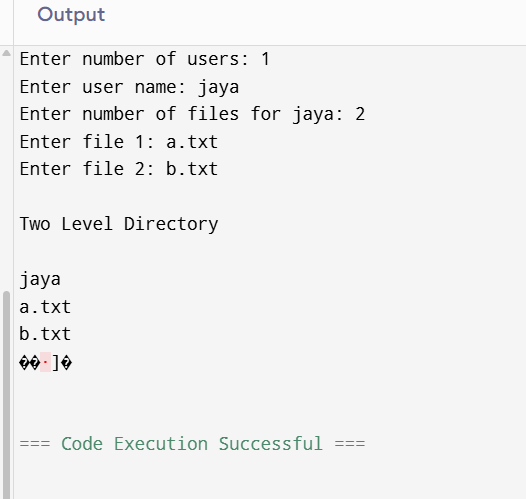 Output
Enter number of users: 1
Enter user name: jaya
Enter number of files for jaya: 2
Enter file 1: a.txt
Enter file 2: b.txt
Two Level Directory
jaya
a.txt
b.txt
��·]�
=== Code Execution Successful ===